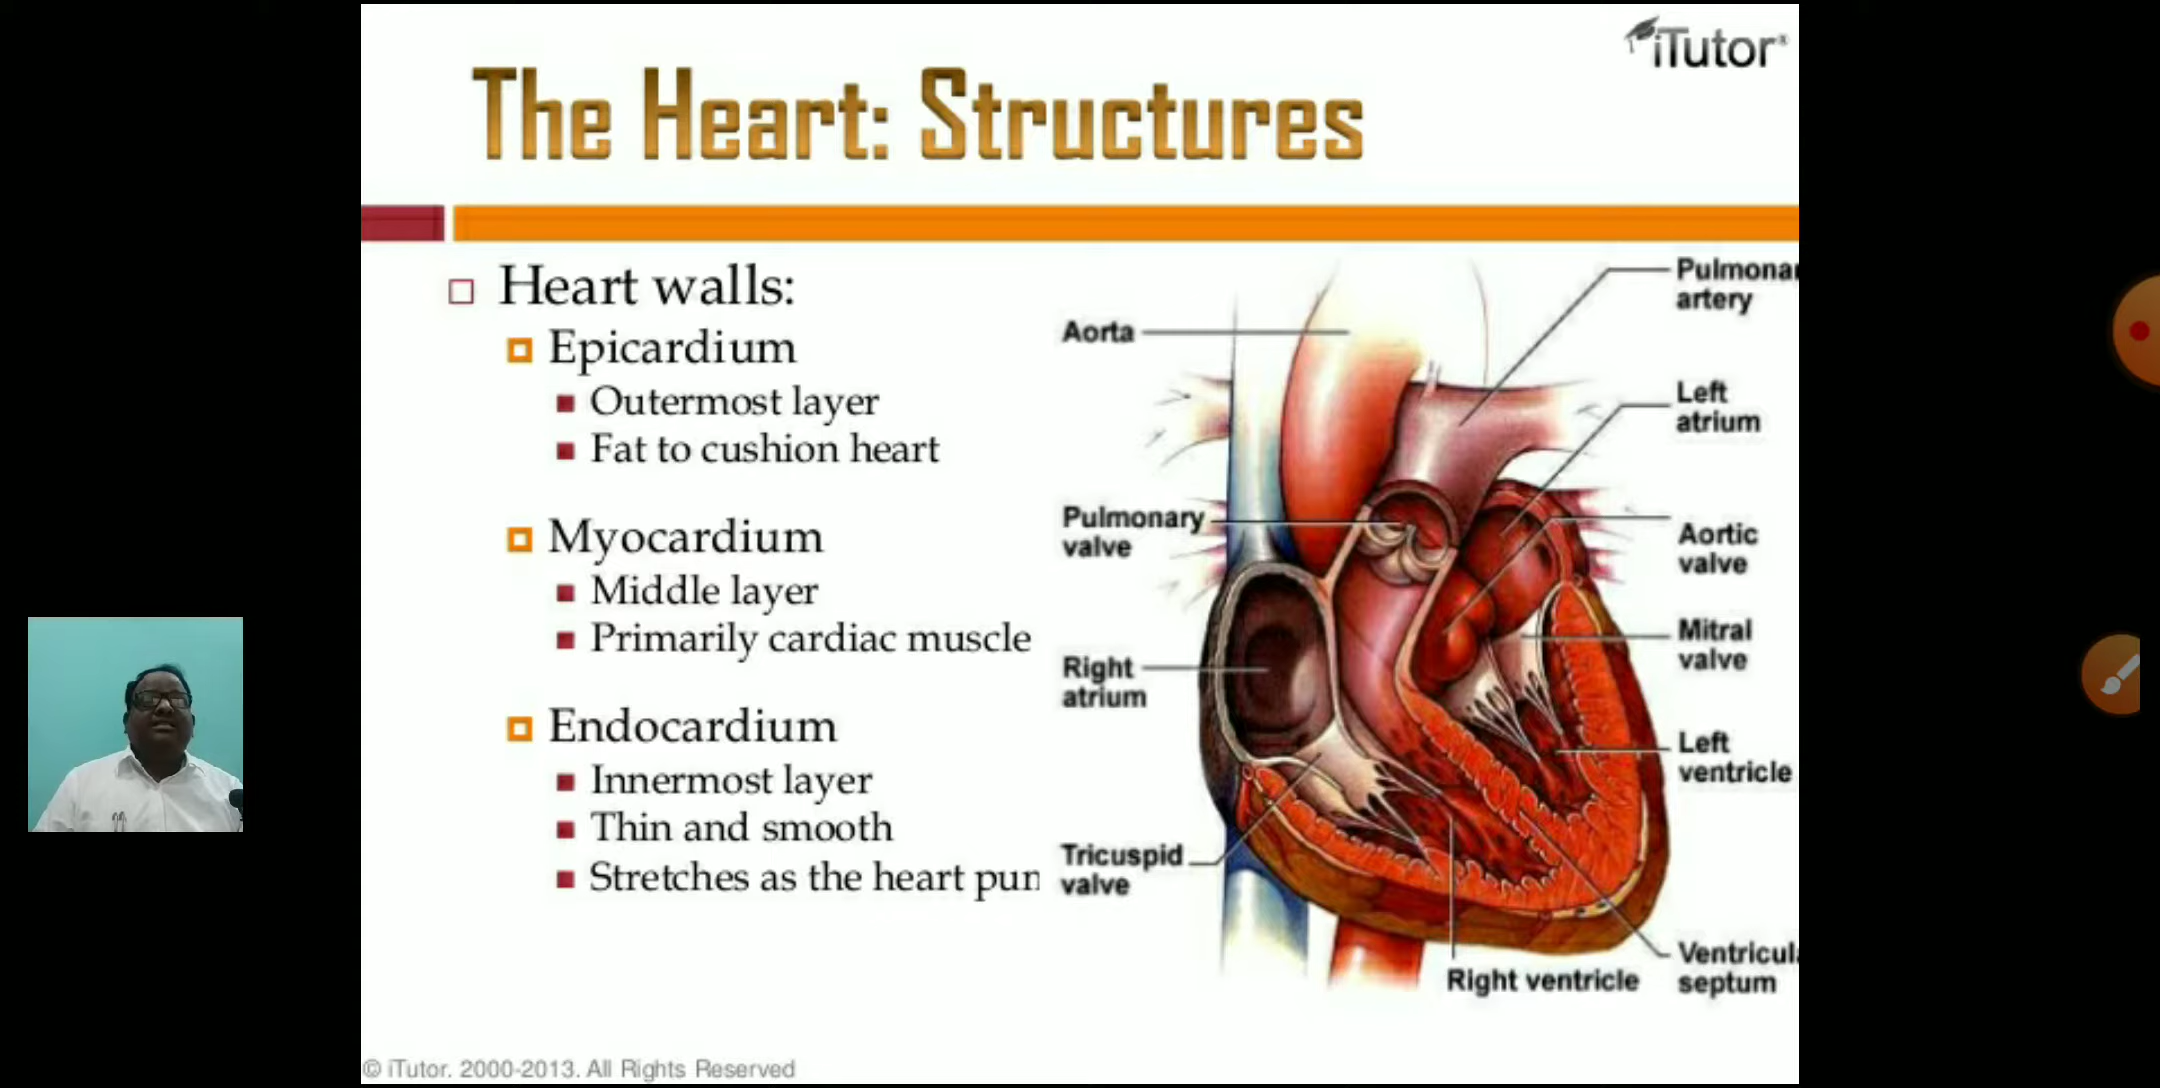 iTutor®
The Heart: Structures
Heart walls:
Epicardium
Outermost layer
Fat to cushion heart
Myocardium
Middle layer
Primarily cardiac muscle
Endocardium
Innermost layer
Thin and smooth
Stretches as the heart pun
Aorta
Pulmonar
artery
Left
atrium
Pulmonary
valve
Aortic
valve
Mitral
valve
Right
atrium
Left
ventricle
Tricuspid
valve
Ventricul
septum
Right ventricle
© iTutor. 2000-2013. All Rights Reserved